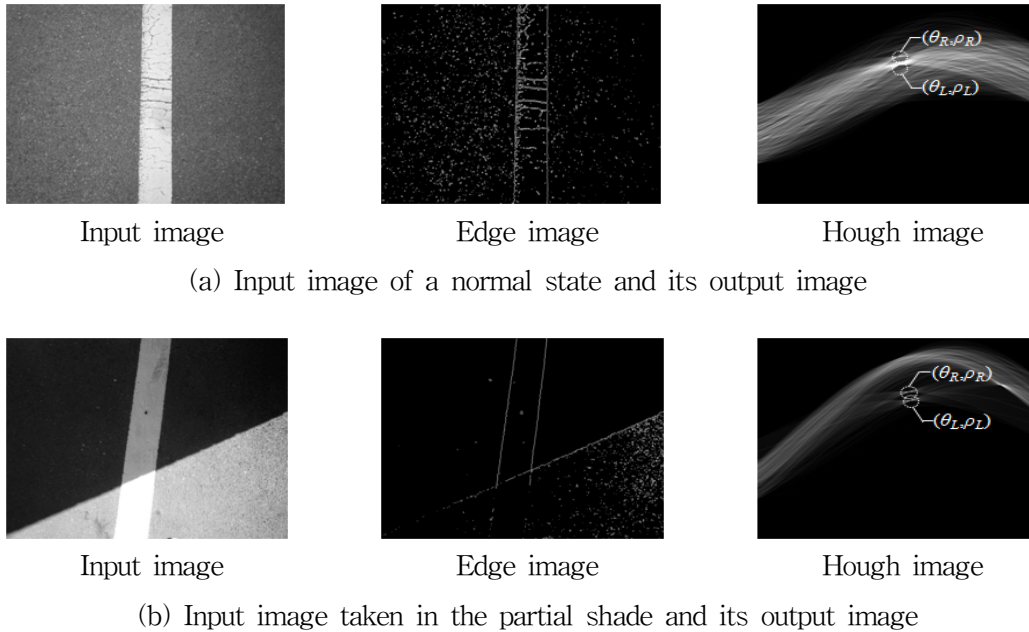 (θR,ρR)
(θL,ρL)
Input image Edge image Hough image
(a) Input image of a normal state and its output image
(θR,ρR)
(θL,ρL)
Input image Edge image Hough image
(b) Input image taken in the partial shade and its output image